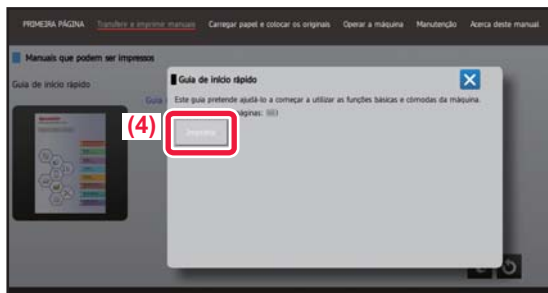 PRIMEIRA PÁGINA Transferir e imprimir manuais Carregar papel e colocar os originais Operar a máquina Manutenção Acerca deste manual
Manuais que podem ser impressos
Guia de início rápido
Guia
Guia de início rápido
Este guia pretende ajudá-lo a começar a utilizar as funções básicas e cómodas da máquina.
páginas:
(4)
Imprimir